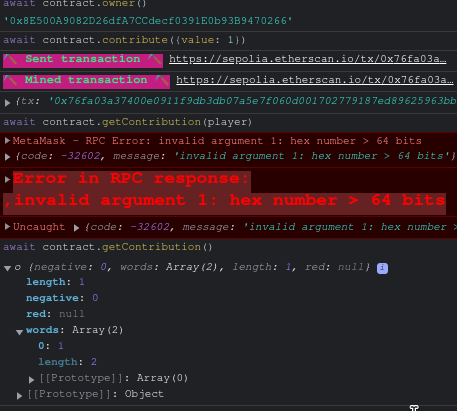 await contract.owner()
'0x8E500A9082D26dfA7CCdecf0391E0b93B9470266'
await contract.contribute({value: 1})
Sent transaction https://sepolia.etherscan.io/tx/0x76fa03a…
Mined transaction https://sepolia.etherscan.io/tx/0x76fa03a…
{tx: '0x76fa03a37400e0911f9db3db07a5e7f060d001702779187ed89625963bb
await contract.getContribution(player)
MetaMask - RPC Error: invalid argument 1: hex number > 64 bits
{code: -32602, message: 'invalid argument 1: hex number > 64 bits'}
Error in RPC response:
,invalid argument 1: hex number > 64 bits
Uncaught {code: -32602, message: 'invalid argument 1: hex number >
await contract.getContribution()
o {negative: 0, words: Array(2), length: 1, red: null} i
length: 1
negative: 0
red: null
words: Array(2)
0: 1
length: 2
[[Prototype]]: Array(0)
[[Prototype]]: Object